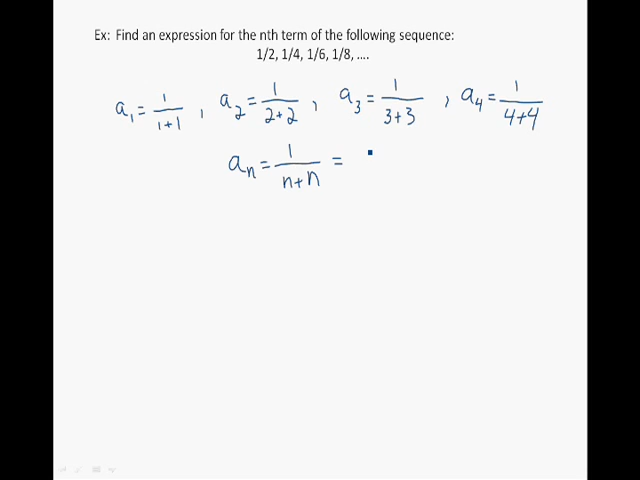 Ex: Find an expression for the nth term of the following sequence:
1/2, 1/4, 1/6, 1/8, ....
a₁ = 1/(1+1) , a₂ = 1/(2+2) , a₃ = 1/(3+3) , a₄ = 1/(4+4)
aₙ = 1/(n+n) =